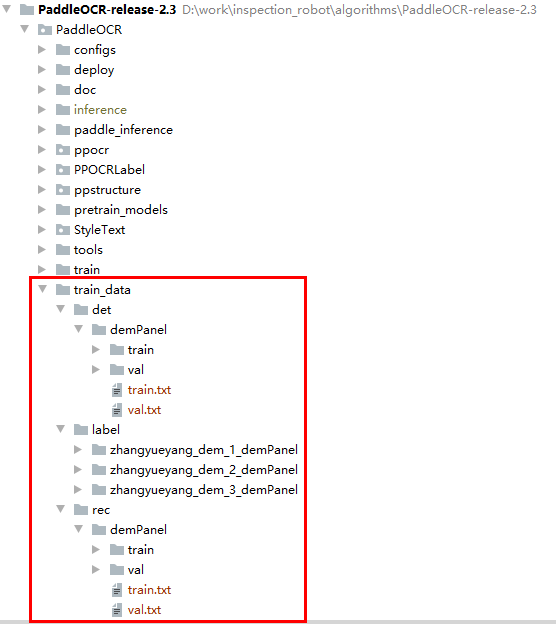 PaddleOCR-release-2.3 D:\work\inspection_robot\algorithms\PaddleOCR-release-2.3
PaddleOCR
configs
deploy
doc
inference
paddle_inference
ppocr
PPOCRLabel
ppstructure
pretrain_models
StyleText
tools
train
train_data
det
demPanel
train
val
train.txt
val.txt
label
zhangyueyang_dem_1_demPanel
zhangyueyang_dem_2_demPanel
zhangyueyang_dem_3_demPanel
rec
demPanel
train
val
train.txt
val.txt